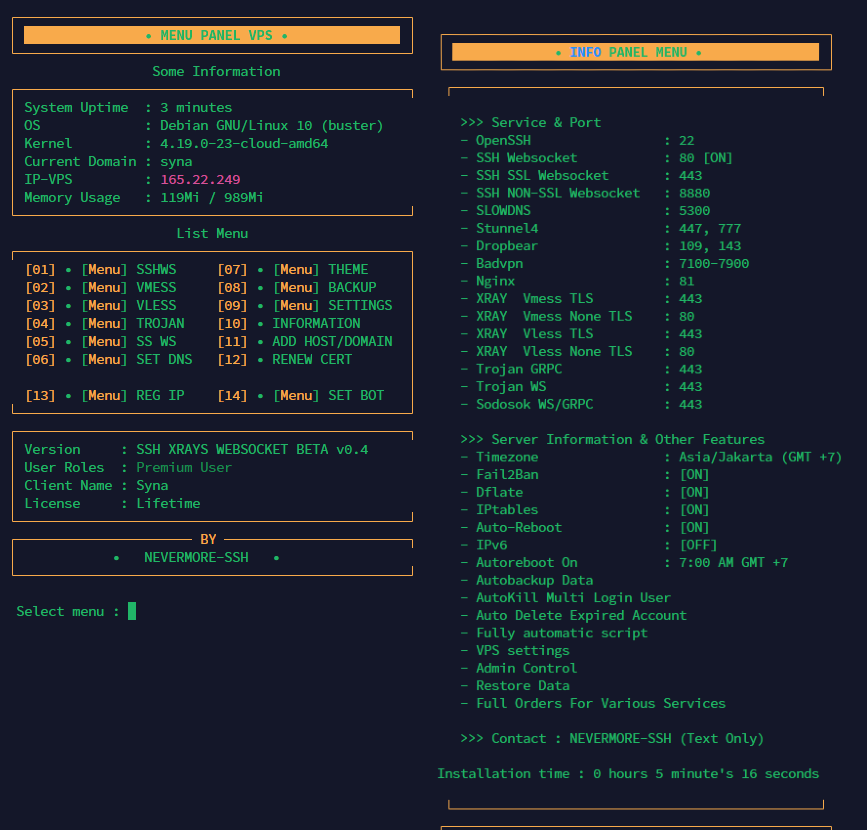 • MENU PANEL VPS •
Some Information
System Uptime : 3 minutes
OS : Debian GNU/Linux 10 (buster)
Kernel : 4.19.0-23-cloud-amd64
Current Domain : syna
IP-VPS : 165.22.249
Memory Usage : 119Mi / 989Mi
List Menu
[01] • [Menu] SSHWS [07] • [Menu] THEME
[02] • [Menu] VMESS [08] • [Menu] BACKUP
[03] • [Menu] VLESS [09] • [Menu] SETTINGS
[04] • [Menu] TROJAN [10] • INFORMATION
[05] • [Menu] SS WS [11] • ADD HOST/DOMAIN
[06] • [Menu] SET DNS [12] • RENEW CERT
[13] • [Menu] REG IP [14] • [Menu] SET BOT
Version : SSH XRAYS WEBSOCKET BETA v0.4
User Roles : Premium User
Client Name : Syna
License : Lifetime
BY
• NEVERMORE-SSH •
Select menu :
• INFO PANEL MENU •
>>> Service & Port
- OpenSSH : 22
- SSH Websocket : 80 [ON]
- SSH SSL Websocket : 443
- SSH NON-SSL Websocket : 8880
- SLOWDNS : 5300
- Stunnel4 : 447, 777
- Dropbear : 109, 143
- Badvpn : 7100-7900
- Nginx : 81
- XRAY Vmess TLS : 443
- XRAY Vmess None TLS : 80
- XRAY Vless TLS : 443
- XRAY Vless None TLS : 80
- Trojan GRPC : 443
- Trojan WS : 443
- Sodosok WS/GRPC : 443
>>> Server Information & Other Features
- Timezone : Asia/Jakarta (GMT +7)
- Fail2Ban : [ON]
- Dflate : [ON]
- IPtables : [ON]
- Auto-Reboot : [ON]
- IPv6 : [OFF]
- Autoreboot On : 7:00 AM GMT +7
- Autobackup Data
- AutoKill Multi Login User
- Auto Delete Expired Account
- Fully automatic script
- VPS settings
- Admin Control
- Restore Data
- Full Orders For Various Services
>>> Contact : NEVERMORE-SSH (Text Only)
Installation time : 0 hours 5 minute's 16 seconds